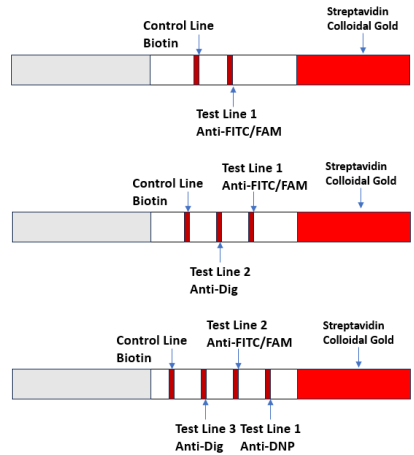 Streptavidin
Colloidal Gold
Control Line
Biotin
Test Line 1
Anti-FITC/FAM
Test Line 1
Anti-FITC/FAM
Streptavidin
Colloidal Gold
Control Line
Biotin
Test Line 2
Anti-Dig
Test Line 2
Anti-FITC/FAM
Streptavidin
Colloidal Gold
Control Line
Biotin
Test Line 3
Anti-Dig
Test Line 1
Anti-DNP